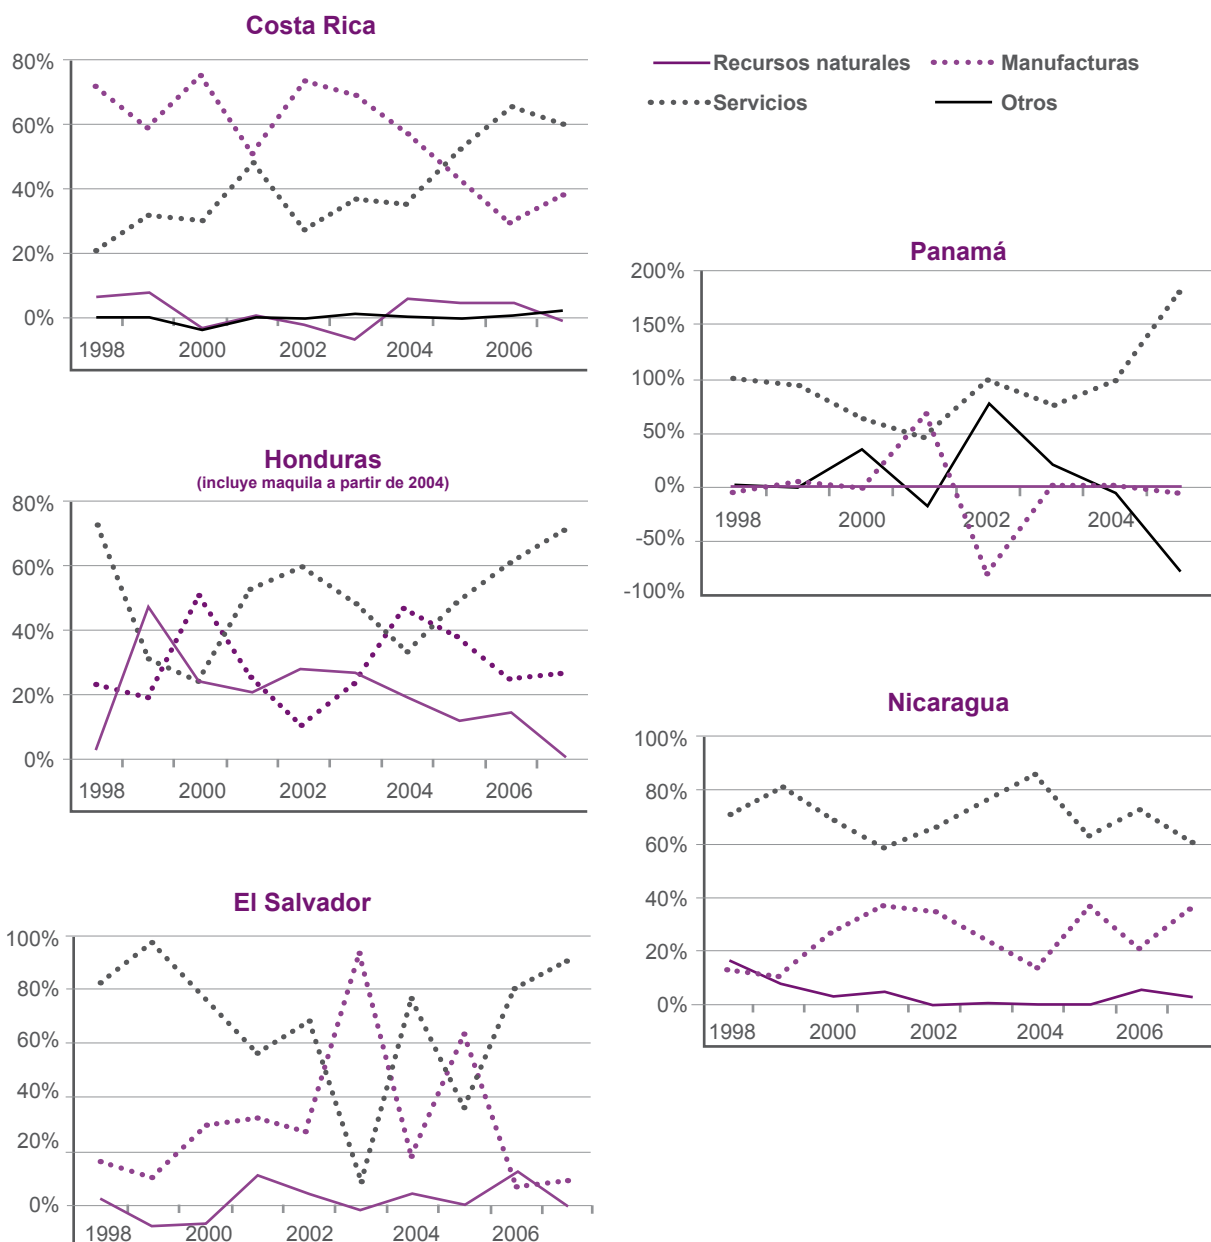 Costa Rica
80%
60%
40%
20%
0%
1998 2000 2002 2004 2006
Recursos naturales Manufacturas
Servicios Otros
Panamá
200%
150%
100%
50%
0%
-50%
-100%
1998 2000 2002 2004
Honduras
(incluye maquila a partir de 2004)
80%
60%
40%
20%
0%
1998 2000 2002 2004 2006
Nicaragua
100%
80%
60%
40%
20%
0%
1998 2000 2002 2004 2006
El Salvador
100%
80%
60%
40%
20%
0%
1998 2000 2002 2004 2006